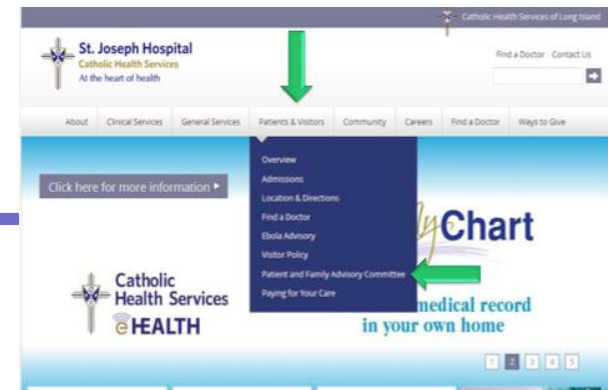 Catholic Health Services of Long Island
St. Joseph Hospital
Catholic Health Services
At the heart of health
Find a Doctor Contact Us
About Clinical Services General Services Patients & Visitors Community Careers Find a Doctor Ways to Give
Overview
Admissions
Location & Directions
Find a Doctor
Ebola Advisory
Visitor Policy
Patient and Family Advisory Committee
Paying for Your Care
Click here for more information
yChart
Catholic
Health Services
eHEALTH
medical record
in your own home
1 2 3 4 5